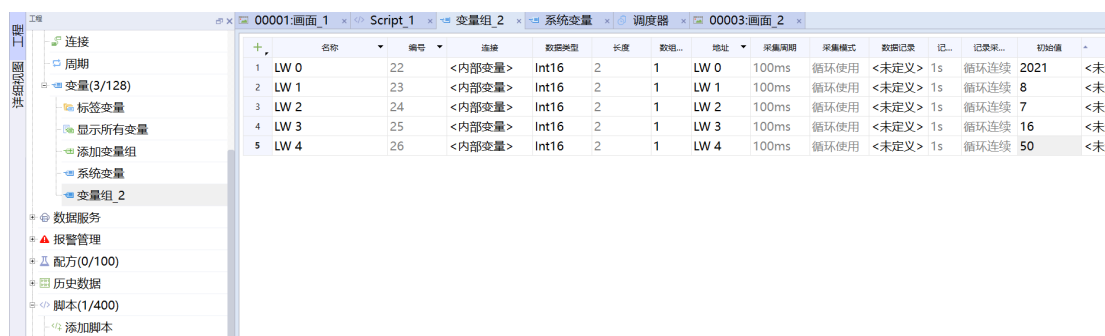 工程
00001:画面_1 × Script_1 × 变量组_2 × 系统变量 × 调度器 × 00003:画面_2 ×
工程
详细视图
连接
周期
变量(3/128)
标签变量
显示所有变量
添加变量组
系统变量
变量组_2
数据服务
报警管理
配方(0/100)
历史数据
脚本(1/400)
添加脚本
名称 编号 连接 数据类型 长度 数组... 地址 采集周期 采集模式 数据记录 记... 记录采... 初始值
1 LW 0 22 <内部变量> Int16 2 1 LW 0 100ms 循环使用 <未定义> 1s 循环连续 2021 <未
2 LW 1 23 <内部变量> Int16 2 1 LW 1 100ms 循环使用 <未定义> 1s 循环连续 8 <未
3 LW 2 24 <内部变量> Int16 2 1 LW 2 100ms 循环使用 <未定义> 1s 循环连续 7 <未
4 LW 3 25 <内部变量> Int16 2 1 LW 3 100ms 循环使用 <未定义> 1s 循环连续 16 <未
5 LW 4 26 <内部变量> Int16 2 1 LW 4 100ms 循环使用 <未定义> 1s 循环连续 50 <未